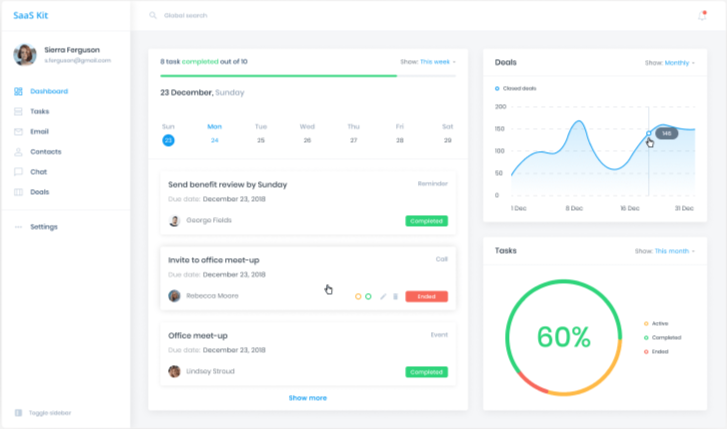 SaaS Kit
Global search
Sierra Ferguson
s.ferguson@gmail.com
Dashboard
Tasks
Email
Contacts
Chat
Deals
Settings
Toggle sidebar
8 task completed out of 10
Show: This week
23 December, Sunday
Sun Mon Tue Wed Thu Fri Sat
23 24 25 26 27 28 29
Send benefit review by Sunday
Reminder
Due date: December 23, 2018
George Fields
Completed
Invite to office meet-up
Call
Due date: December 23, 2018
Rebecca Moore
Ended
Office meet-up
Event
Due date: December 23, 2018
Lindsey Stroud
Completed
Show more
Deals
Show: Monthly
Closed deals
200
150
100
50
0
146
1 Dec 8 Dec 16 Dec 31 Dec
Tasks
Show: This month
60%
Active
Completed
Ended